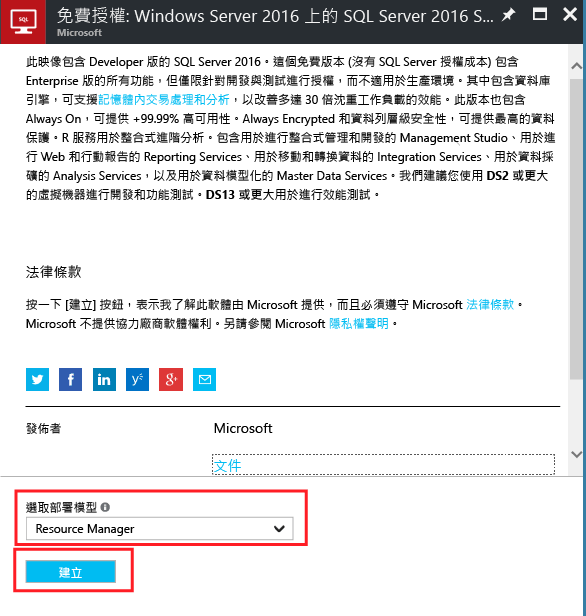 SQL
免費授權: Windows Server 2016 上的 SQL Server 2016 S...
Microsoft
此映像包含 Developer 版的 SQL Server 2016。這個免費版本 (沒有 SQL Server 授權成本) 包含
Enterprise 版的所有功能，但僅限針對開發與測試進行授權，而不適用於生產環境。其中包含資料庫
引擎，可支援記憶體內交易處理和分析，以改善多達 30 倍沈重工作負載的效能。此版本也包含
Always On，可提供 +99.99% 高可用性。Always Encrypted 和資料列層級安全性，可提供最高的資料
保護。R 服務用於整合式進階分析。包含用於進行整合式管理和開發的 Management Studio、用於進
行 Web 和行動報告的 Reporting Services、用於移動和轉換資料的 Integration Services、用於資料採
礦的 Analysis Services，以及用於資料模型化的 Master Data Services。我們建議您使用 DS2 或更大
的虛擬機器進行開發和功能測試。DS13 或更大用於進行效能測試。
法律條款
按一下 [建立] 按鈕，表示我了解此軟體由 Microsoft 提供，而且必須遵守 Microsoft 法律條款。
Microsoft 不提供協力廠商軟體權利。另請參閱 Microsoft 隱私權聲明。
發佈者 Microsoft
文件
選取部署模型
Resource Manager
建立